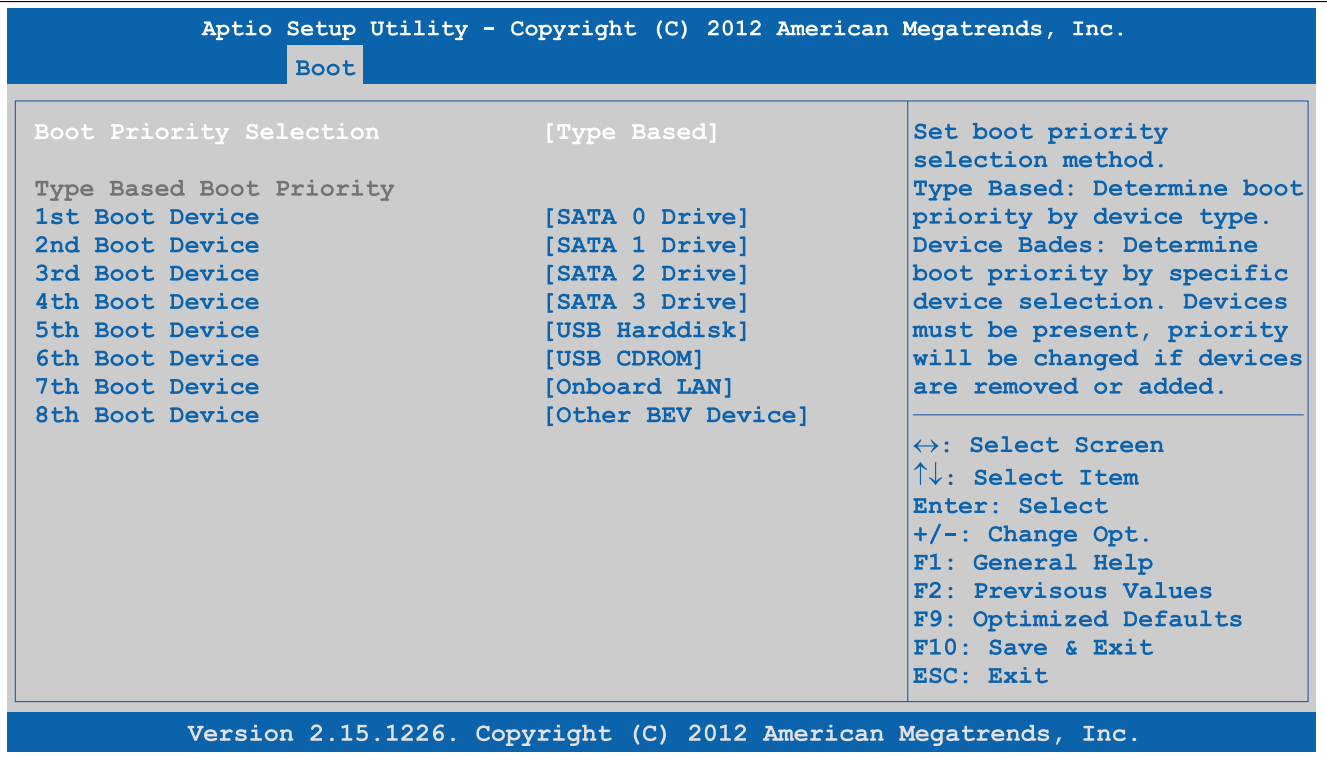 Aptio Setup Utility - Copyright (C) 2012 American Megatrends, Inc.
Boot
Boot Priority Selection [Type Based]
Type Based Boot Priority
1st Boot Device [SATA 0 Drive]
2nd Boot Device [SATA 1 Drive]
3rd Boot Device [SATA 2 Drive]
4th Boot Device [SATA 3 Drive]
5th Boot Device [USB Harddisk]
6th Boot Device [USB CDROM]
7th Boot Device [Onboard LAN]
8th Boot Device [Other BEV Device]
Set boot priority
selection method.
Type Based: Determine boot
priority by device type.
Device Bades: Determine
boot priority by specific
device selection. Devices
must be present, priority
will be changed if devices
are removed or added.
↔: Select Screen
↑↓: Select Item
Enter: Select
+/-: Change Opt.
F1: General Help
F2: Previsous Values
F9: Optimized Defaults
F10: Save & Exit
ESC: Exit
Version 2.15.1226. Copyright (C) 2012 American Megatrends, Inc.